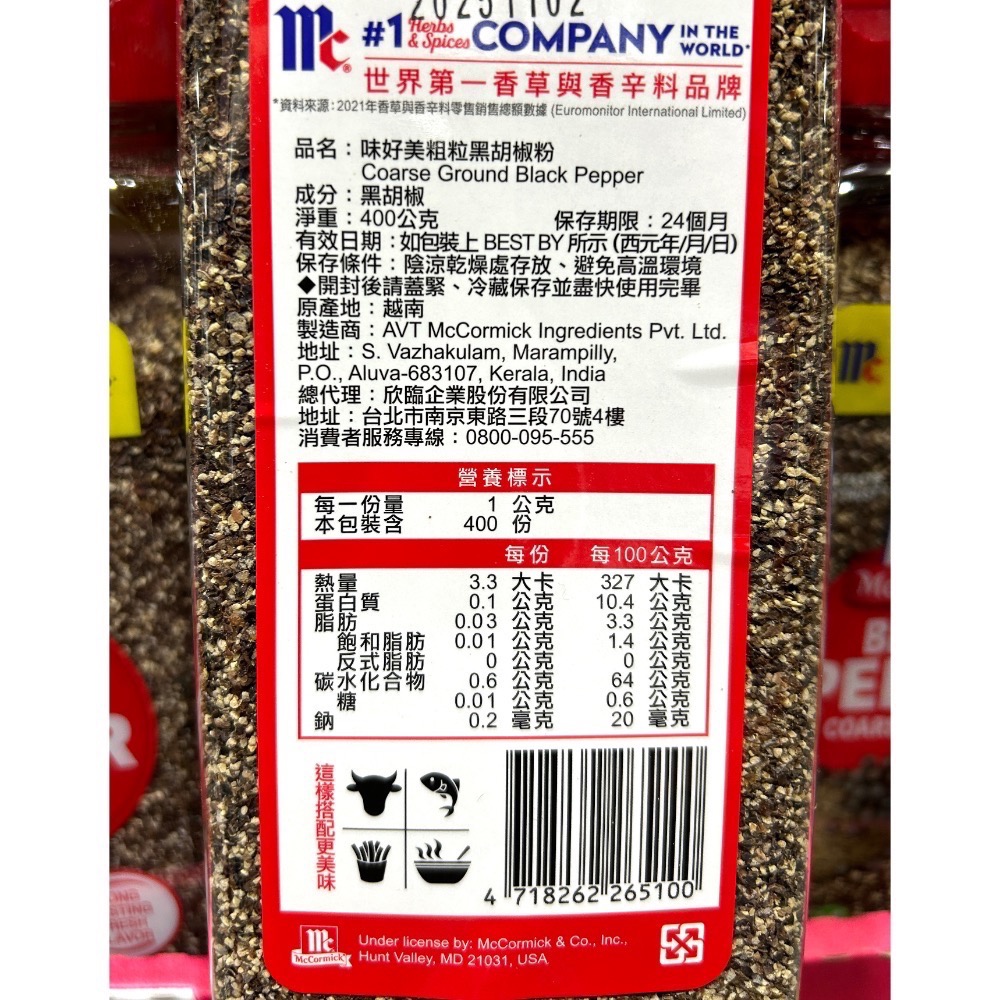 20251102
Mc
#1 Herbs & Spices COMPANY IN THE WORLD*
世界第一香草與香辛料品牌
*資料來源:2021年香草與香辛料零售銷售總額數據 (Euromonitor International Limited)
品名：味好美粗粒黑胡椒粉
Coarse Ground Black Pepper
成分：黑胡椒
淨重：400公克 保存期限：24個月
有效日期：如包裝上 BEST BY 所示 (西元年/月/日)
保存條件：陰涼乾燥處存放、避免高溫環境
◆開封後請蓋緊、冷藏保存並盡快使用完畢
原產地：越南
製造商：AVT McCormick Ingredients Pvt. Ltd.
地址：S. Vazhakulam, Marampilly,
P.O., Aluva-683107, Kerala, India
總代理：欣臨企業股份有限公司
地址：台北市南京東路三段70號4樓
消費者服務專線：0800-095-555
營養標示
每一份量 1 公克
本包裝含 400 份
每份 每100公克
熱量 3.3 大卡 327 大卡
蛋白質 0.1 公克 10.4 公克
脂肪 0.03 公克 3.3 公克
飽和脂肪 0.01 公克 1.4 公克
反式脂肪 0 公克 0 公克
碳水化合物 0.6 公克 64 公克
糖 0.01 公克 0.6 公克
鈉 0.2 毫克 20 毫克
這樣搭配更美味
4 718262 265100
Mc
McCormick
Under license by: McCormick & Co., Inc.,
Hunt Valley, MD 21031, USA
Mc